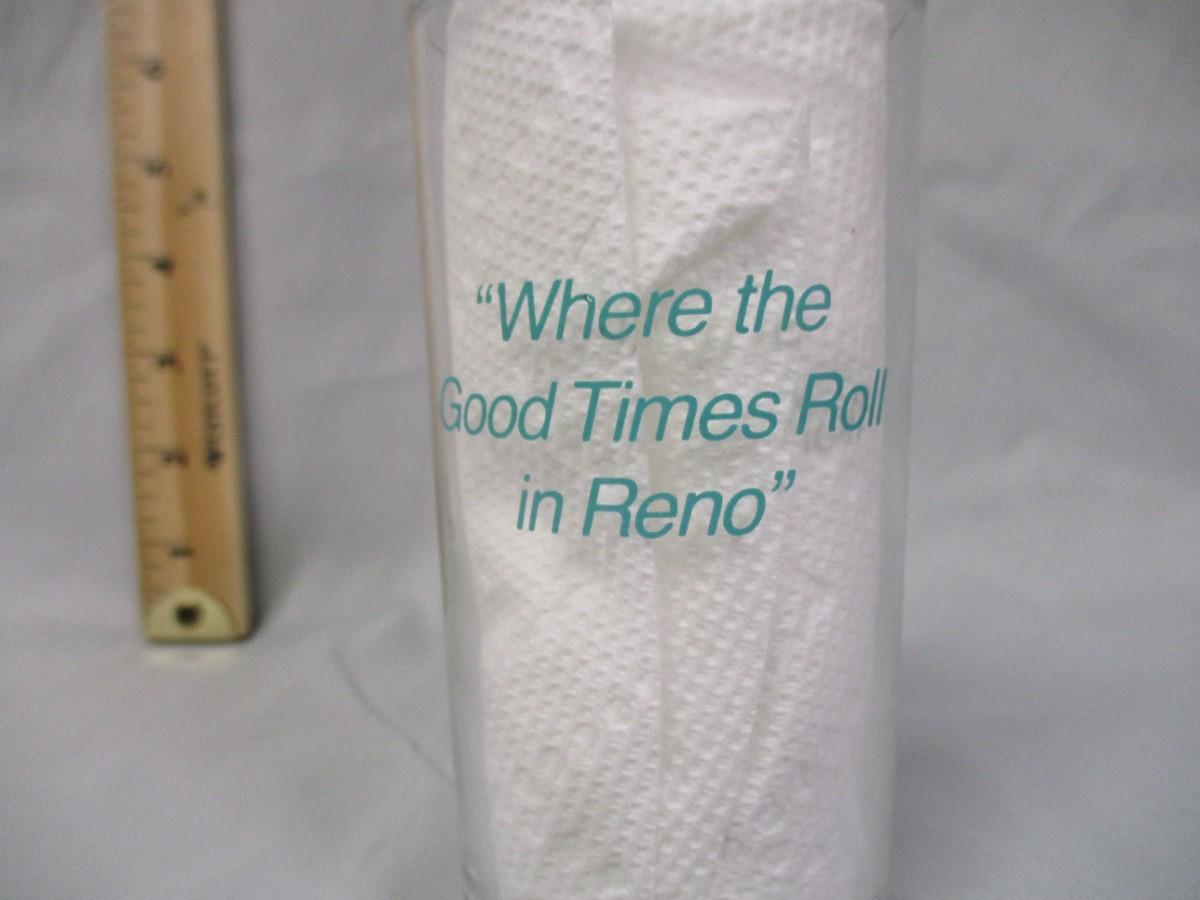 “Where the
Good Times Roll
in Reno”